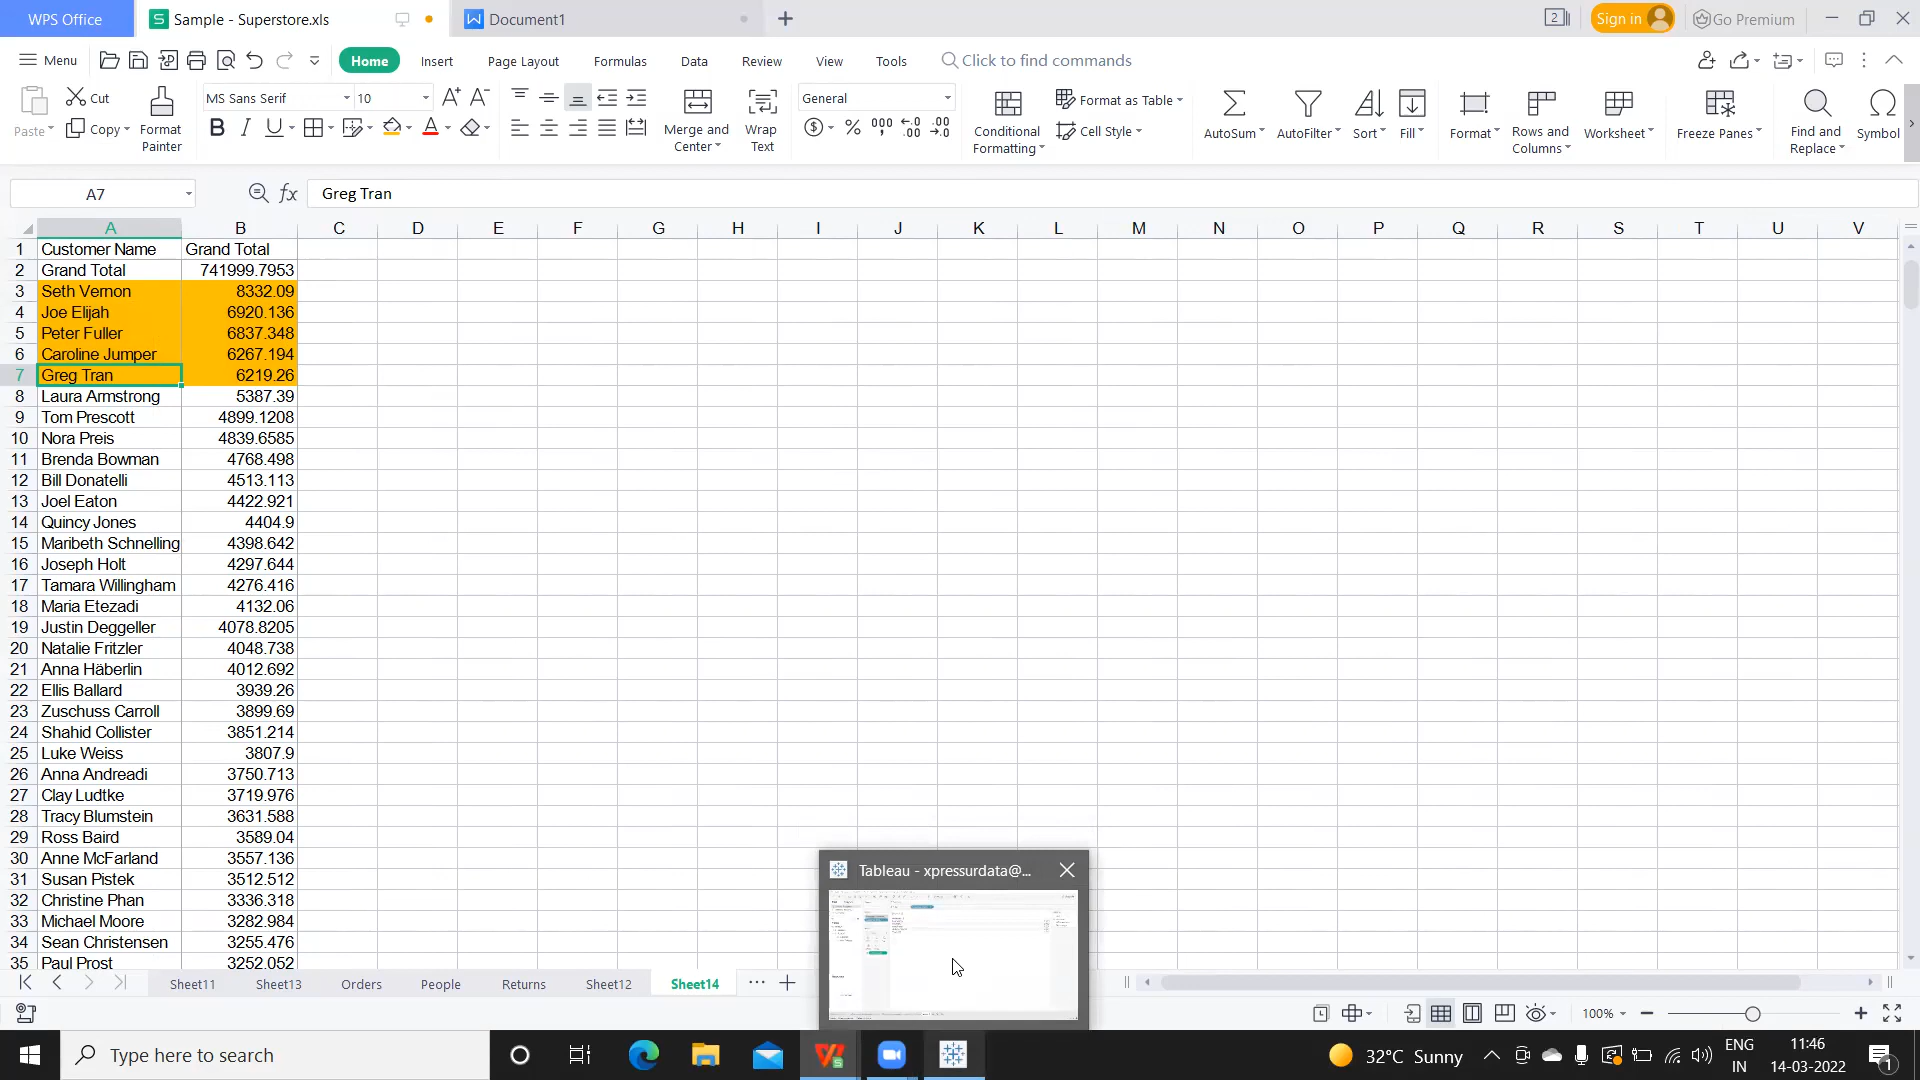 WPS Office
Sample - Superstore.xls
Document1
2
Sign in
Go Premium
Menu
Home
Insert
Page Layout
Formulas
Data
Review
View
Tools
Click to find commands
Paste
Cut
Copy
Format
Painter
MS Sans Serif
10
Merge and
Center
Wrap
Text
General
Conditional
Formatting
Format as Table
Cell Style
AutoSum
AutoFilter
Sort
Fill
Format
Rows and
Columns
Worksheet
Freeze Panes
Find and
Replace
Symbol
A7
Greg Tran
A B C D E F G H I J K L M N O P Q R S T U V
1 Customer Name Grand Total
2 Grand Total 741999.7953
3 Seth Vernon 8332.09
4 Joe Elijah 6920.136
5 Peter Fuller 6837.348
6 Caroline Jumper 6267.194
7 Greg Tran 6219.26
8 Laura Armstrong 5387.39
9 Tom Prescott 4899.1208
10 Nora Preis 4839.6585
11 Brenda Bowman 4768.498
12 Bill Donatelli 4513.113
13 Joel Eaton 4422.921
14 Quincy Jones 4404.9
15 Maribeth Schnelling 4398.642
16 Joseph Holt 4297.644
17 Tamara Willingham 4276.416
18 Maria Etezadi 4132.06
19 Justin Deggeller 4078.8205
20 Natalie Fritzler 4048.738
21 Anna Häberlin 4012.692
22 Ellis Ballard 3939.26
23 Zuschuss Carroll 3899.69
24 Shahid Collister 3851.214
25 Luke Weiss 3807.9
26 Anna Andreadi 3750.713
27 Clay Ludtke 3719.976
28 Tracy Blumstein 3631.588
29 Ross Baird 3589.04
30 Anne McFarland 3557.136
31 Susan Pistek 3512.512
32 Christine Phan 3336.318
33 Michael Moore 3282.984
34 Sean Christensen 3255.476
35 Paul Prost 3252.052
Tableau - xpressurdata@...
Sheet11
Sheet13
Orders
People
Returns
Sheet12
Sheet14
100%
Type here to search
32°C Sunny
ENG
IN
11:46
14-03-2022
1